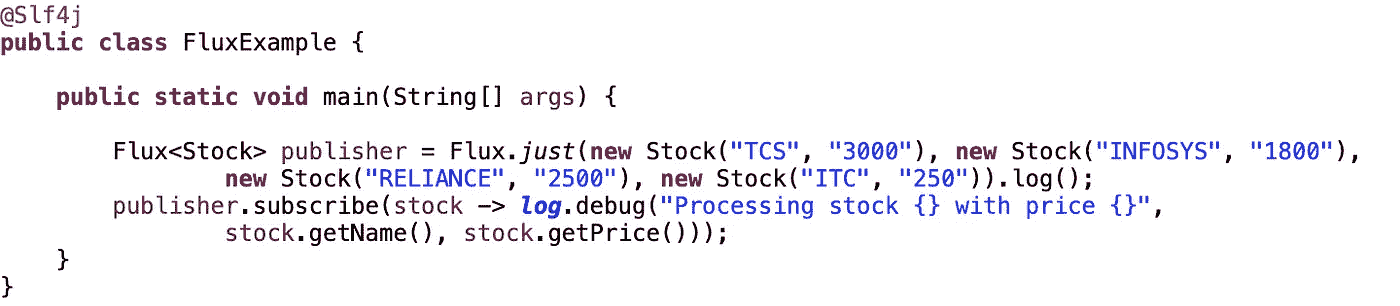 @Slf4j
public class FluxExample {
    public static void main(String[] args) {
        Flux<Stock> publisher = Flux.just(new Stock("TCS", "3000"), new Stock("INFOSYS", "1800"),
                new Stock("RELIANCE", "2500"), new Stock("ITC", "250")).log();
        publisher.subscribe(stock -> log.debug("Processing stock {} with price {}",
                stock.getName(), stock.getPrice()));
    }
}